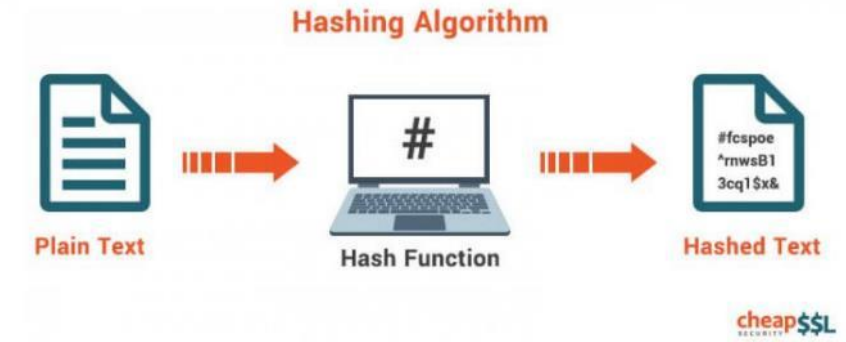 Hashing Algorithm
#
#fcspoe
^rnwsB1
3cq1$x&
Plain Text
Hash Function
Hashed Text
cheap$$L
SECURITY